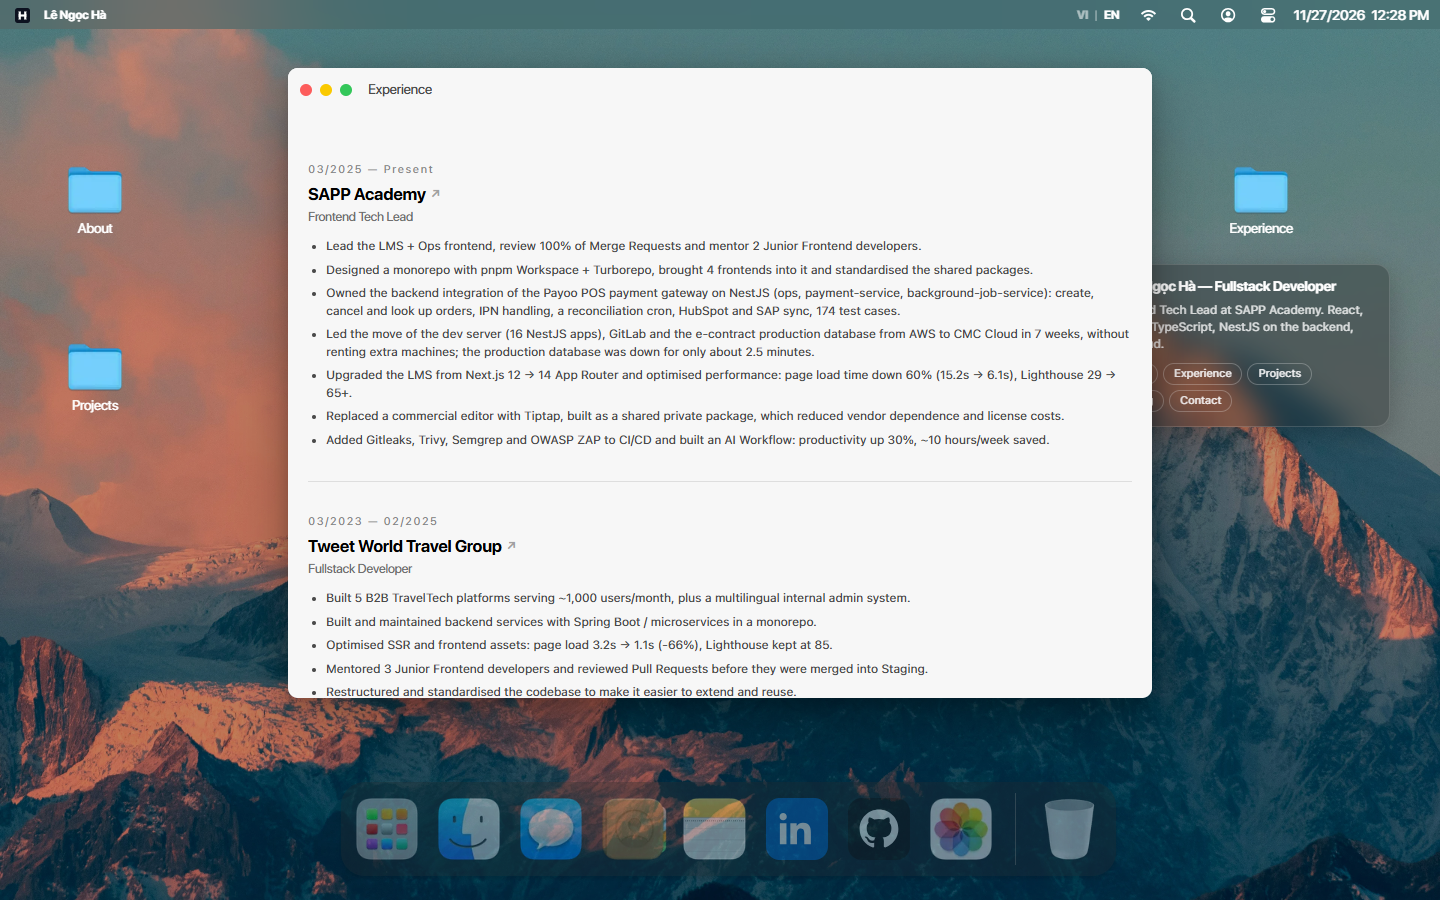 H Lê Ngọc Hà
VI | EN
11/27/2026 12:28 PM
About
Projects
Experience
Experience
03/2025 — Present
SAPP Academy ↗
Frontend Tech Lead
• Lead the LMS + Ops frontend, review 100% of Merge Requests and mentor 2 Junior Frontend developers.
• Designed a monorepo with pnpm Workspace + Turborepo, brought 4 frontends into it and standardised the shared packages.
• Owned the backend integration of the Payoo POS payment gateway on NestJS (ops, payment-service, background-job-service): create,
cancel and look up orders, IPN handling, a reconciliation cron, HubSpot and SAP sync, 174 test cases.
• Led the move of the dev server (16 NestJS apps), GitLab and the e-contract production database from AWS to CMC Cloud in 7 weeks, without
renting extra machines; the production database was down for only about 2.5 minutes.
• Upgraded the LMS from Next.js 12 → 14 App Router and optimised performance: page load time down 60% (15.2s → 6.1s), Lighthouse 29 →
65+.
• Replaced a commercial editor with Tiptap, built as a shared private package, which reduced vendor dependence and license costs.
• Added Gitleaks, Trivy, Semgrep and OWASP ZAP to CI/CD and built an AI Workflow: productivity up 30%, ~10 hours/week saved.
03/2023 — 02/2025
Tweet World Travel Group ↗
Fullstack Developer
• Built 5 B2B TravelTech platforms serving ~1,000 users/month, plus a multilingual internal admin system.
• Built and maintained backend services with Spring Boot / microservices in a monorepo.
• Optimised SSR and frontend assets: page load 3.2s → 1.1s (-66%), Lighthouse kept at 85.
• Mentored 3 Junior Frontend developers and reviewed Pull Requests before they were merged into Staging.
• Restructured and standardised the codebase to make it easier to extend and reuse.
Hà — Fullstack Developer
Tech Lead at SAPP Academy. React,
TypeScript, NestJS on the backend,
Experience
Projects
Contact
in